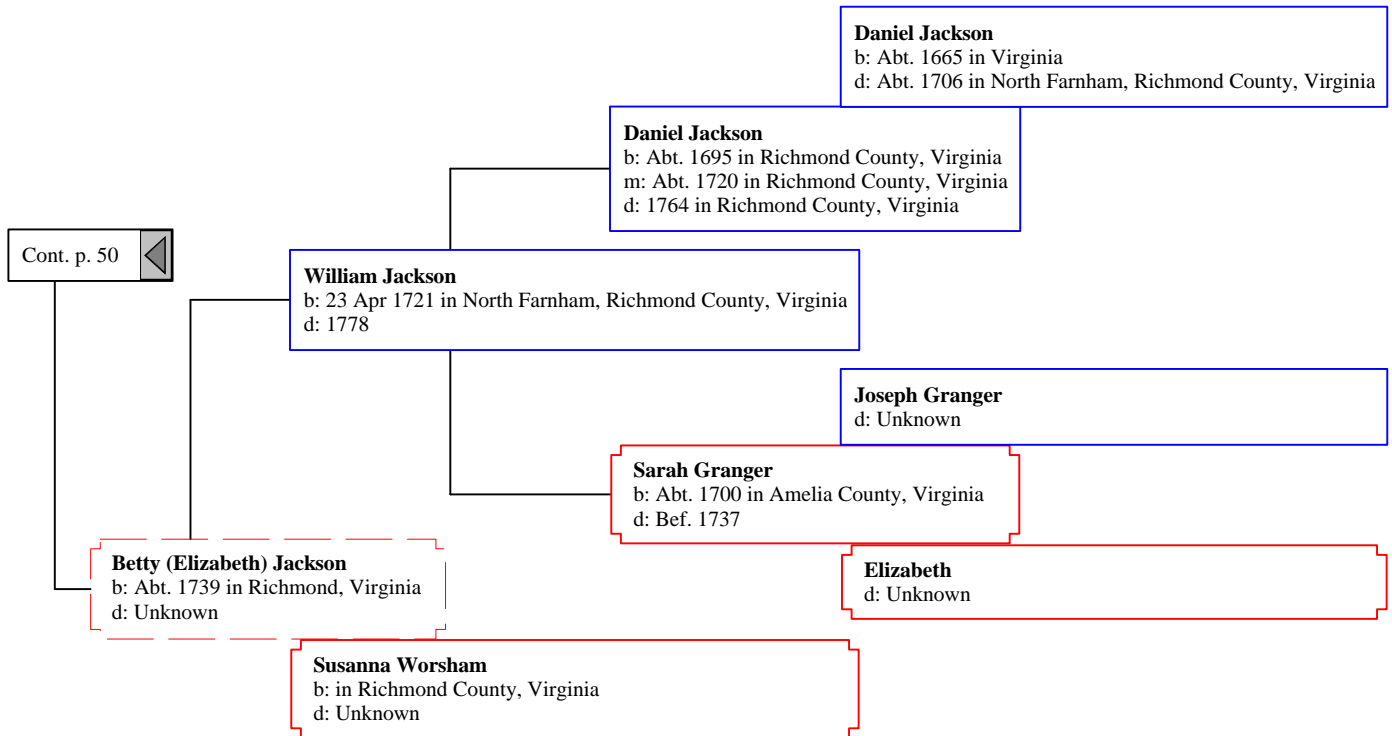 Daniel Jackson
b: Abt. 1665 in Virginia
d: Abt. 1706 in North Farnham, Richmond County, Virginia
Daniel Jackson
b: Abt. 1695 in Richmond County, Virginia
m: Abt. 1720 in Richmond County, Virginia
d: 1764 in Richmond County, Virginia
Cont. p. 50
William Jackson
b: 23 Apr 1721 in North Farnham, Richmond County, Virginia
d: 1778
Joseph Granger
d: Unknown
Sarah Granger
b: Abt. 1700 in Amelia County, Virginia
d: Bef. 1737
Betty (Elizabeth) Jackson
b: Abt. 1739 in Richmond, Virginia
d: Unknown
Elizabeth
d: Unknown
Susanna Worsham
b: in Richmond County, Virginia
d: Unknown